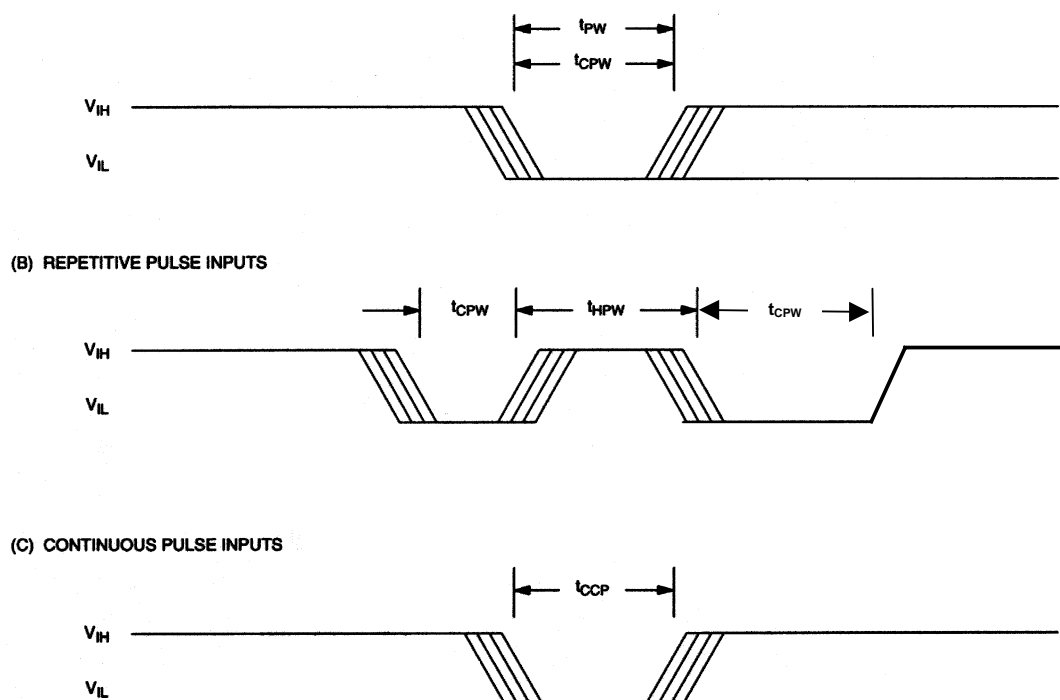 tPW
tCPW
VIH
VIL
(B) REPETITIVE PULSE INPUTS
tCPW tHPW tCPW
VIH
VIL
(C) CONTINUOUS PULSE INPUTS
tCCP
VIH
VIL